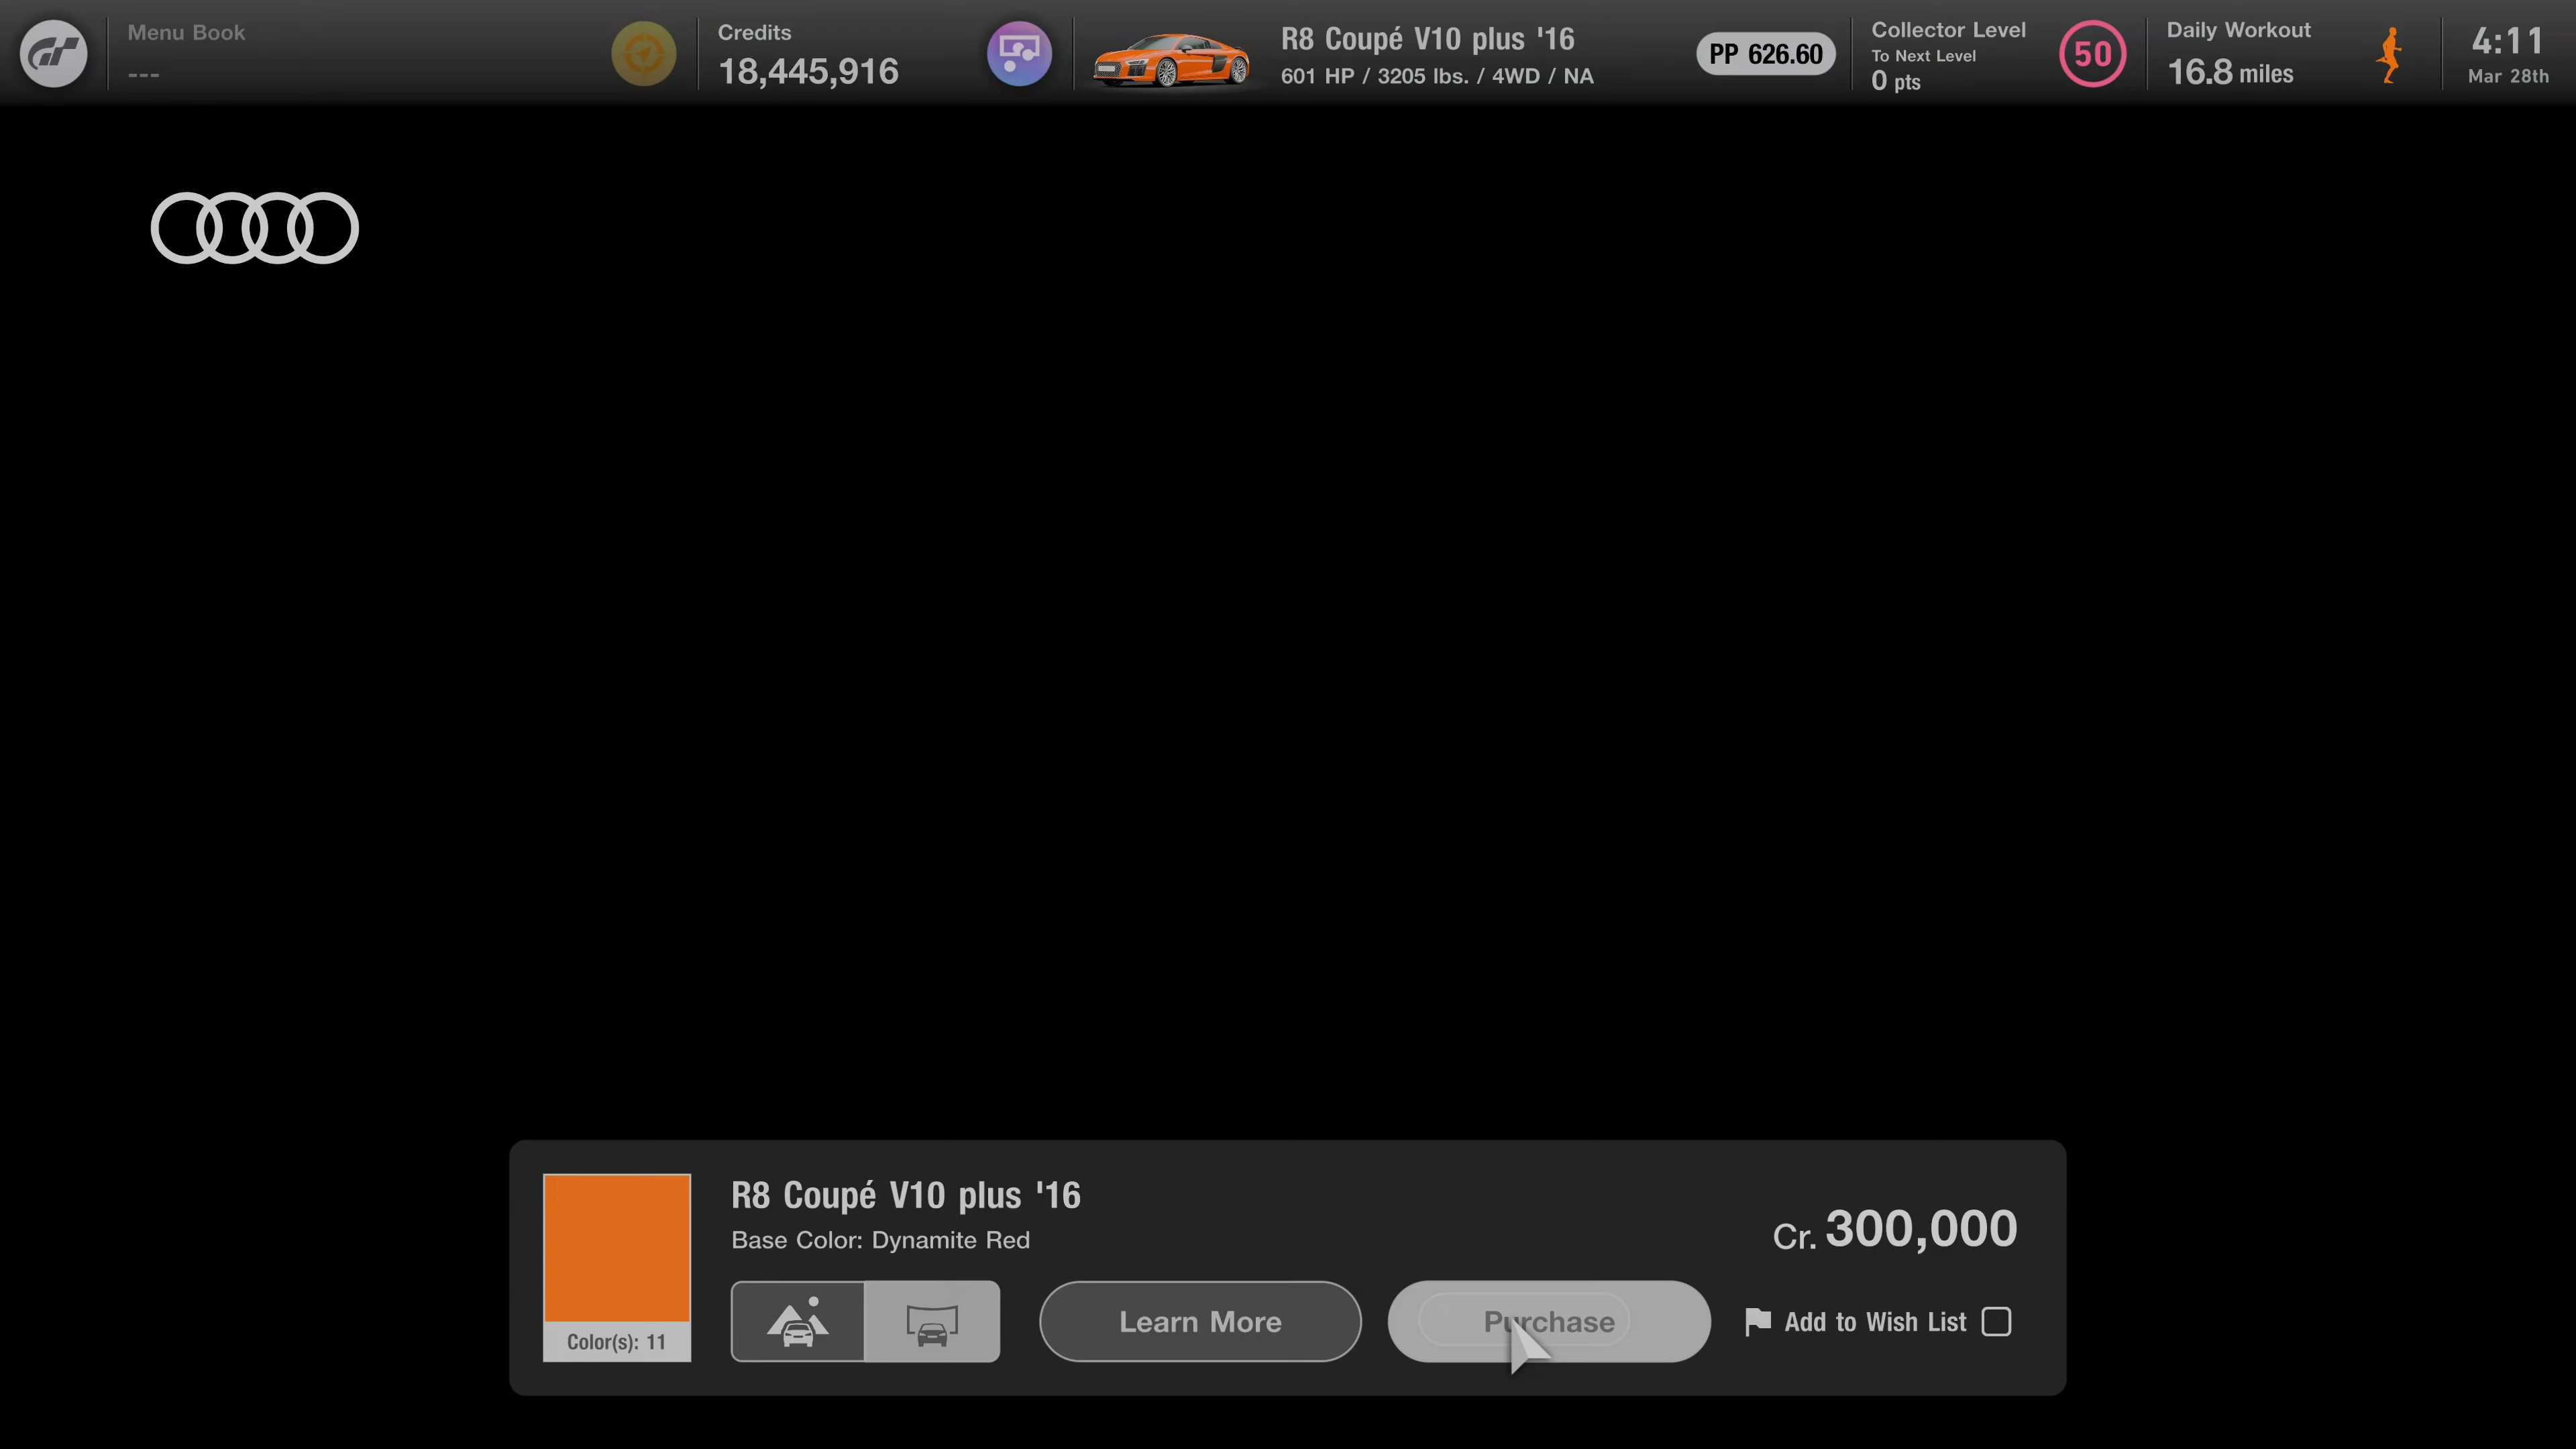 Menu Book
---
Credits
18,445,916
R8 Coupé V10 plus '16
601 HP / 3205 lbs. / 4WD / NA
PP 626.60
Collector Level
To Next Level
0 pts
50
Daily Workout
16.8 miles
4:11
Mar 28th
R8 Coupé V10 plus '16
Base Color: Dynamite Red
Cr. 300,000
Color(s): 11
Learn More
Purchase
Add to Wish List